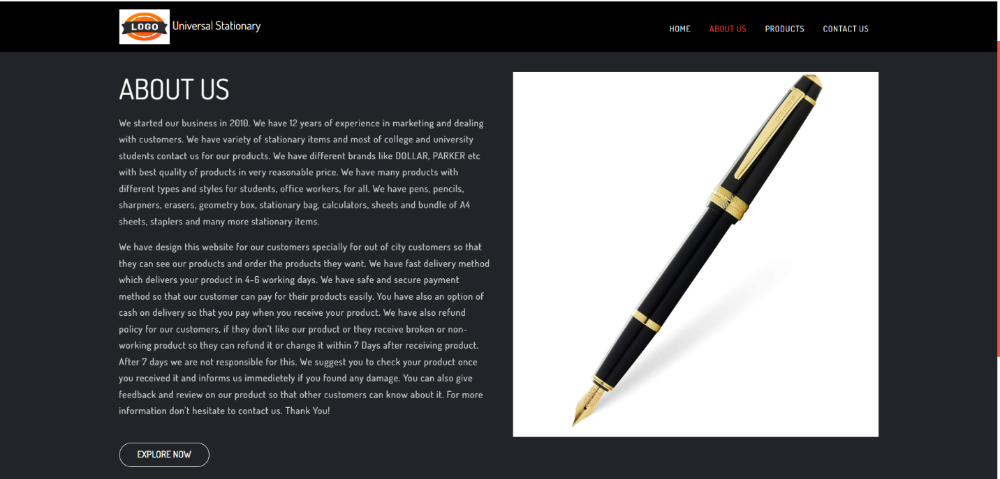 LOGO Universal Stationary
HOME ABOUT US PRODUCTS CONTACT US
ABOUT US
We started our business in 2010. We have 12 years of experience in marketing and dealing
with customers. We have variety of stationary items and most of college and university
students contact us for our products. We have different brands like DOLLAR, PARKER etc
with best quality of products in very reasonable price. We have many products with
different types and styles for students, office workers, for all. We have pens, pencils,
sharpners, erasers, geometry box, stationary bag, calculators, sheets and bundle of A4
sheets, staplers and many more stationary items.
We have design this website for our customers specially for out of city customers so that
they can see our products and order the products they want. We have fast delivery method
which delivers your product in 4-6 working days. We have safe and secure payment
method so that our customer can pay for their products easily. You have also an option of
cash on delivery so that you pay when you receive your product. We have also refund
policy for our customers, if they don't like our product or they receive broken or non-
working product so they can refund it or change it within 7 Days after receiving product.
After 7 days we are not responsible for this. We suggest you to check your product once
you received it and informs us immedietely if you found any damage. You can also give
feedback and review on our product so that other customers can know about it. For more
information don't hesitate to contact us. Thank You!
EXPLORE NOW
CROSS